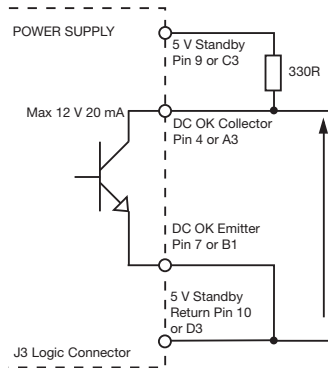 POWER SUPPLY
5 V Standby
Pin 9 or C3
330R
Max 12 V 20 mA
DC OK Collector
Pin 4 or A3
DC OK Emitter
Pin 7 or B1
5 V Standby
Return Pin 10
or D3
J3 Logic Connector